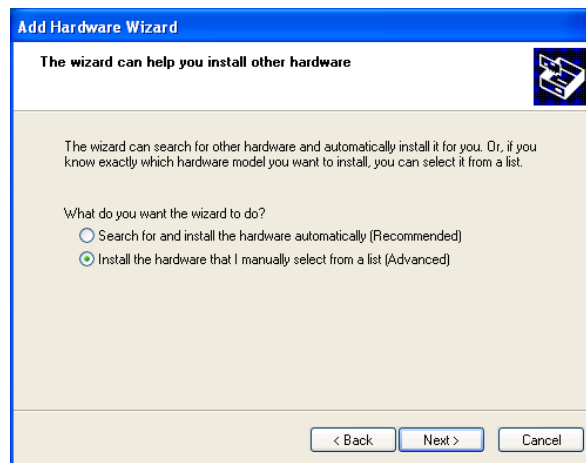 Add Hardware Wizard
The wizard can help you install other hardware
The wizard can search for other hardware and automatically install it for you. Or, if you
know exactly which hardware model you want to install, you can select it from a list.
What do you want the wizard to do?
Search for and install the hardware automatically (Recommended)
Install the hardware that I manually select from a list (Advanced)
< Back Next > Cancel